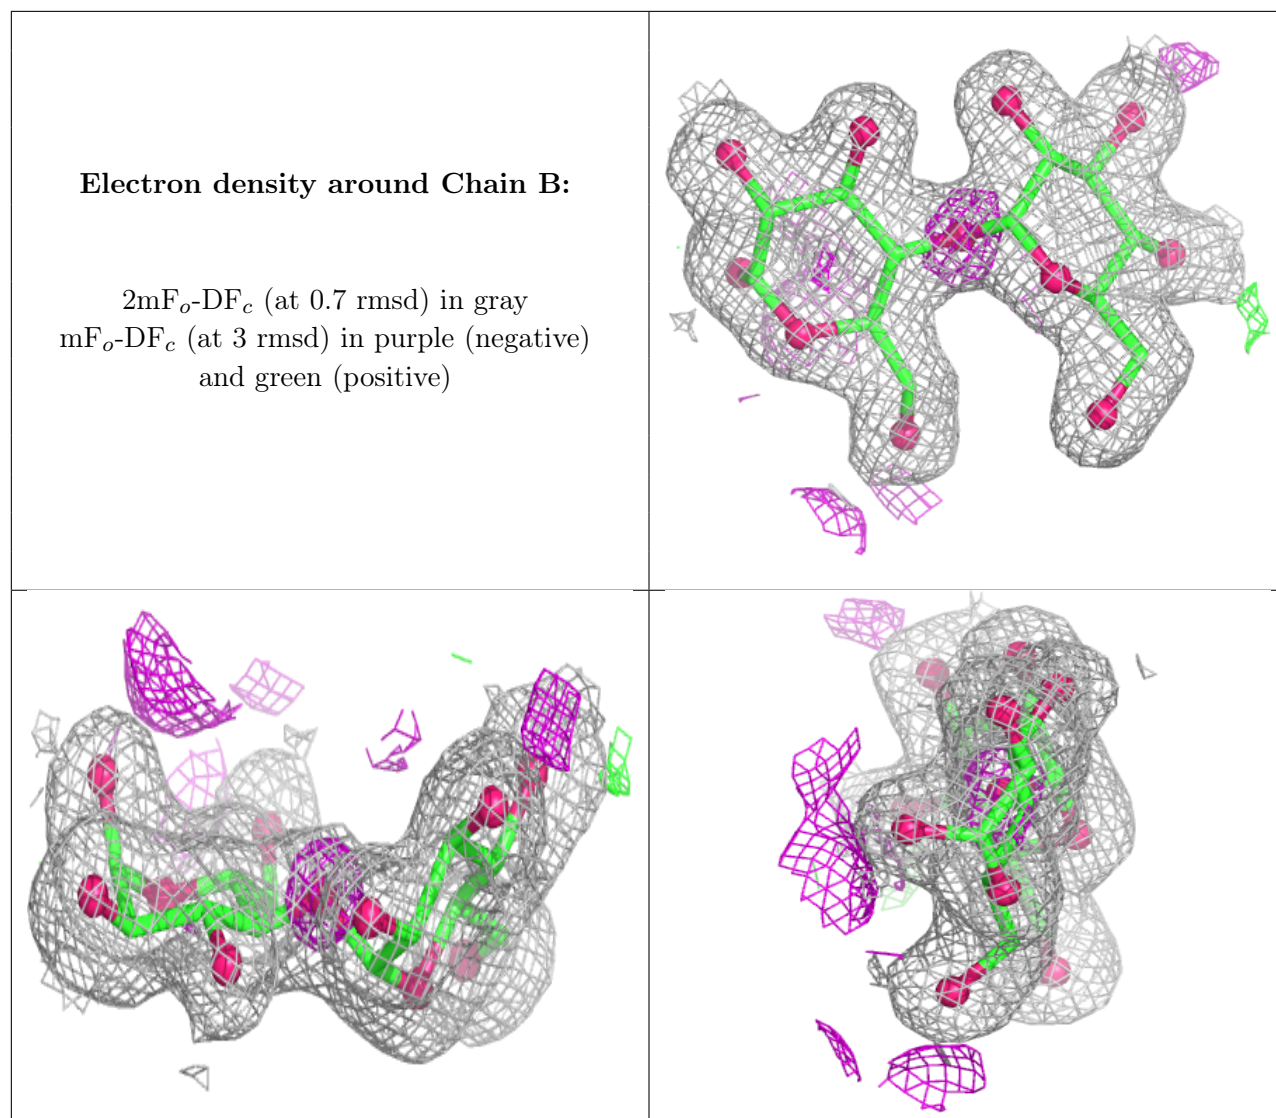 Electron density around Chain B:
2mFo-DFc (at 0.7 rmsd) in gray
mFo-DFc (at 3 rmsd) in purple (negative)
and green (positive)